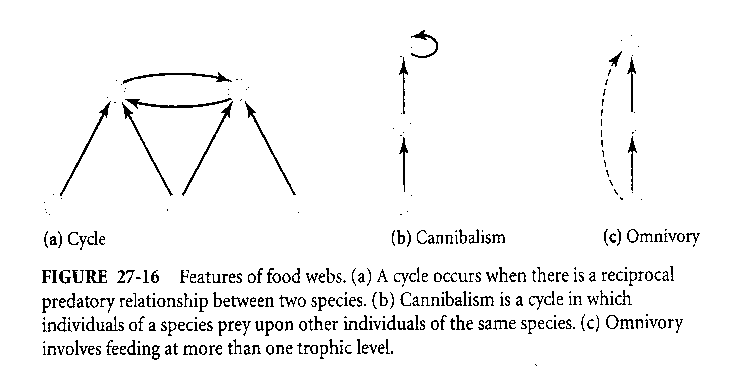 (a) Cycle
(b) Cannibalism
(c) Omnivory
FIGURE 27-16 Features of food webs. (a) A cycle occurs when there is a reciprocal
predatory relationship between two species. (b) Cannibalism is a cycle in which
individuals of a species prey upon other individuals of the same species. (c) Omnivory
involves feeding at more than one trophic level.